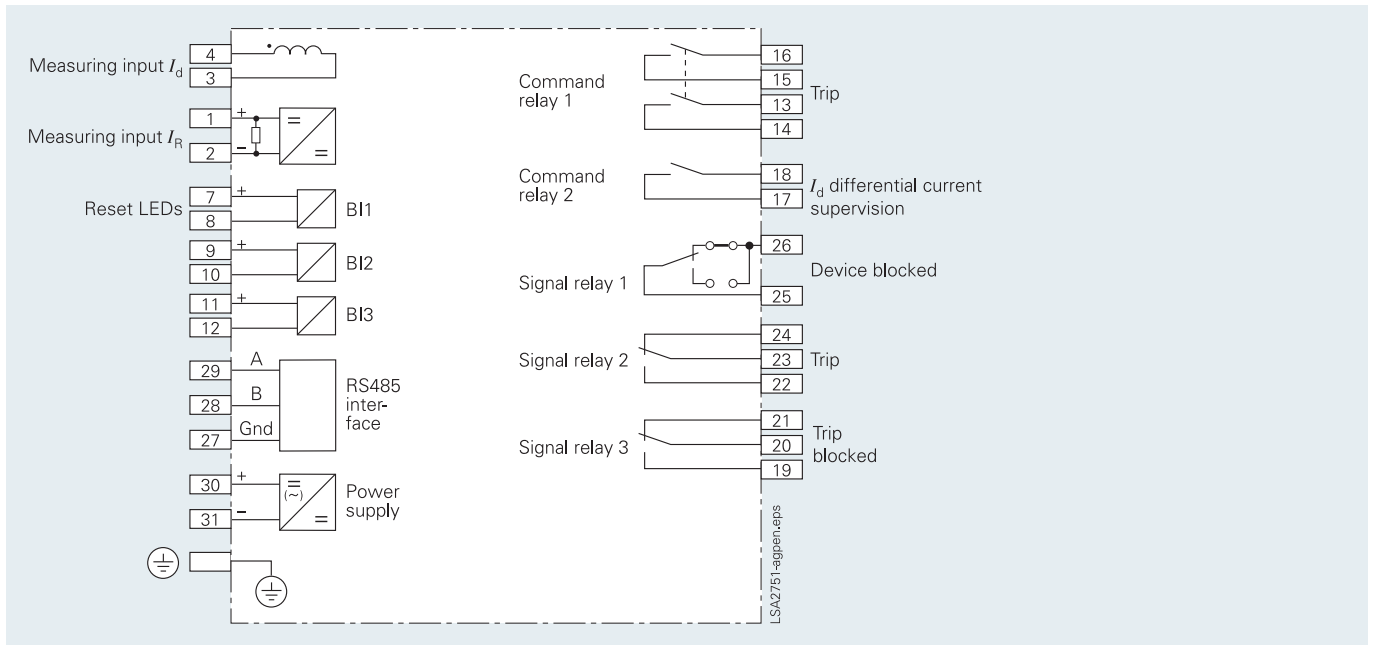 4
Measuring input Id
3
1
+
Measuring input IR
2
–
=
=
7
+
Reset LEDs
8
BI1
9
+
10
BI2
11
+
12
BI3
29
A
28
B
27
Gnd
RS485
inter-
face
30
+
31
–
=
(~)
=
Power
supply
Command
relay 1
16
15
13
14
Trip
Command
relay 2
18
17
Id differential current
supervision
Signal relay 1
26
25
Device blocked
Signal relay 2
24
23
22
Trip
Signal relay 3
21
20
19
Trip
blocked
LSA2751-agpen.eps